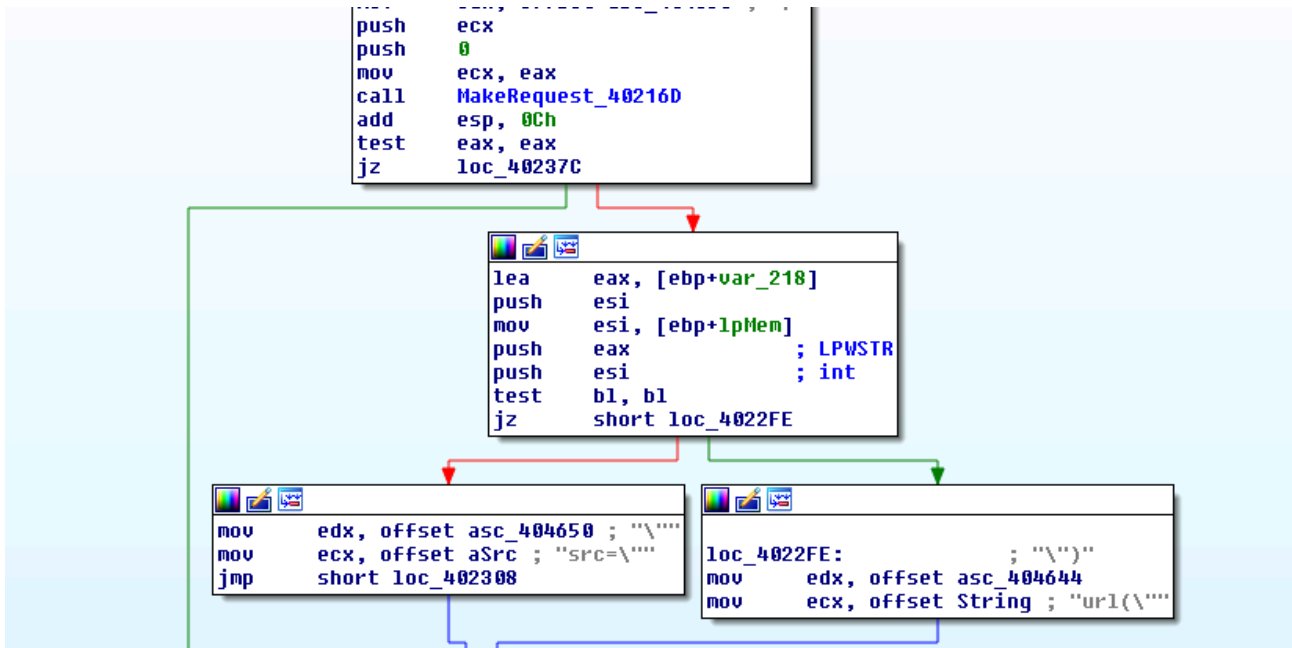 push    ecx
push    0
mov     ecx, eax
call    MakeRequest_40216D
add     esp, 0Ch
test    eax, eax
jz      loc_40237C
lea     eax, [ebp+var_218]
push    esi
mov     esi, [ebp+lpMem]
push    eax             ; LPWSTR
push    esi             ; int
test    bl, bl
jz      short loc_4022FE
mov     edx, offset asc_404650 ; "\""
mov     ecx, offset aSrc ; "src=\""
jmp     short loc_402308
loc_4022FE:             ; "\")"
mov     edx, offset asc_404644
mov     ecx, offset String ; "url(\""